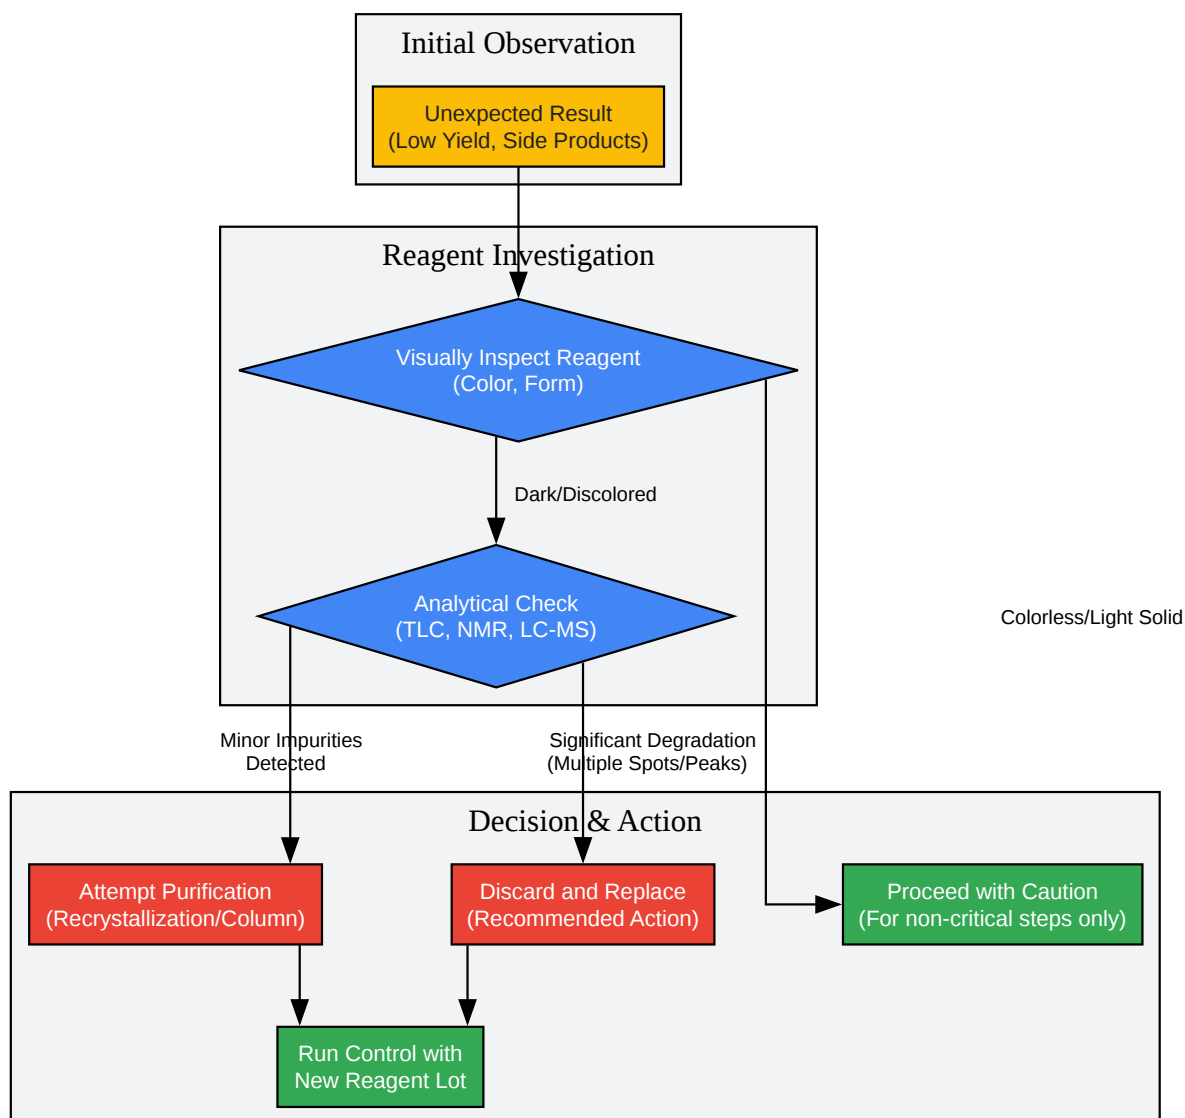 Initial Observation
Unexpected Result
(Low Yield, Side Products)
Reagent Investigation
Visually Inspect Reagent
(Color, Form)
Dark/Discolored
Analytical Check
(TLC, NMR, LC-MS)
Colorless/Light Solid
Minor Impurities
Detected
Significant Degradation
(Multiple Spots/Peaks)
Decision & Action
Attempt Purification
(Recrystallization/Column)
Discard and Replace
(Recommended Action)
Proceed with Caution
(For non-critical steps only)
Run Control with
New Reagent Lot